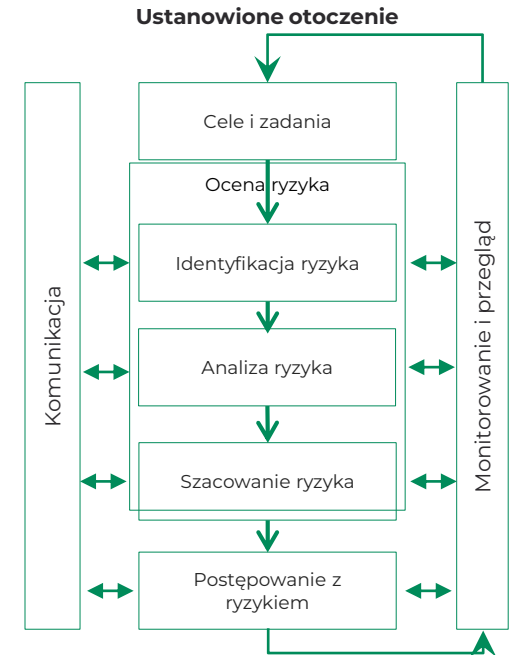 Ustanowione otoczenie
Cele i zadania
Ocena ryzyka
Identyfikacja ryzyka
Analiza ryzyka
Szacowanie ryzyka
Postępowanie z
ryzykiem
Komunikacja
Monitorowanie i przegląd